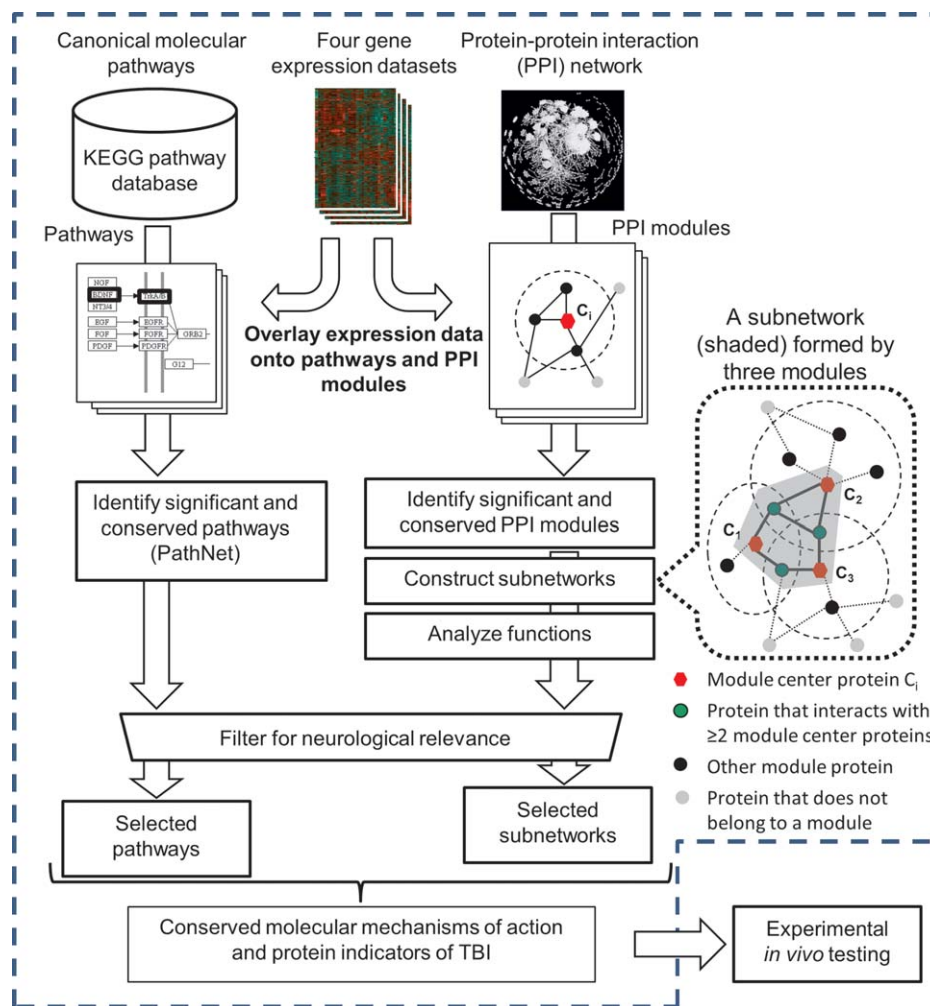 Canonical molecular
pathways
Four gene
expression datasets
Protein-protein interaction
(PPI) network
KEGG pathway
database
Pathways
PPI modules
NGF
BDNF
NT3/4
EGF
FGF
PDGF
TrkA/B
EGFR
FGFR
PDGFR
GRB2
G12
Overlay expression data
onto pathways and PPI
modules
Ci
A subnetwork
(shaded) formed by
three modules
C1
C2
C3
Identify significant and
conserved pathways
(PathNet)
Identify significant and
conserved PPI modules
Construct subnetworks
Analyze functions
Module center protein Ci
Protein that interacts with
≥2 module center proteins
Other module protein
Protein that does not
belong to a module
Filter for neurological relevance
Selected
pathways
Selected
subnetworks
Conserved molecular mechanisms of action
and protein indicators of TBI
Experimental
in vivo testing